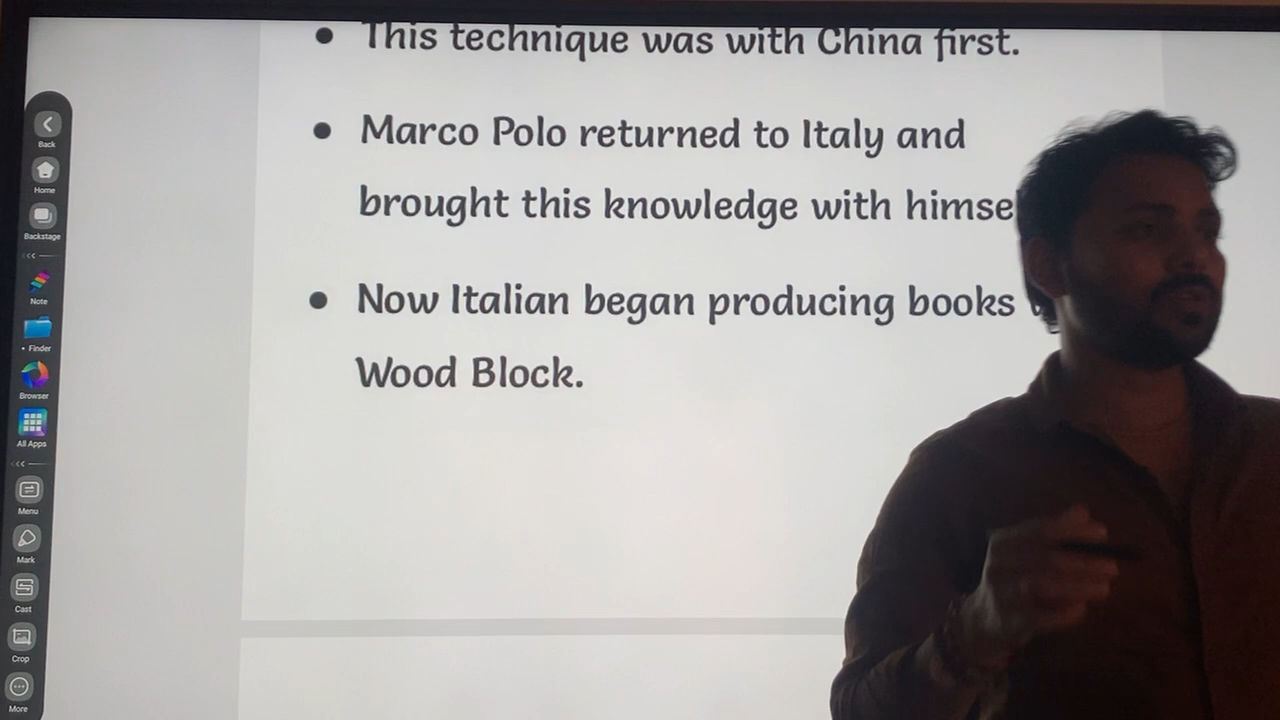 • This technique was with China first.
• Marco Polo returned to Italy and
brought this knowledge with
• Now Italian began producing books
Wood Block.
Back
Home
Backstage
Note
• Finder
Browser
All Apps
Menu
Mark
Cast
Crop
More